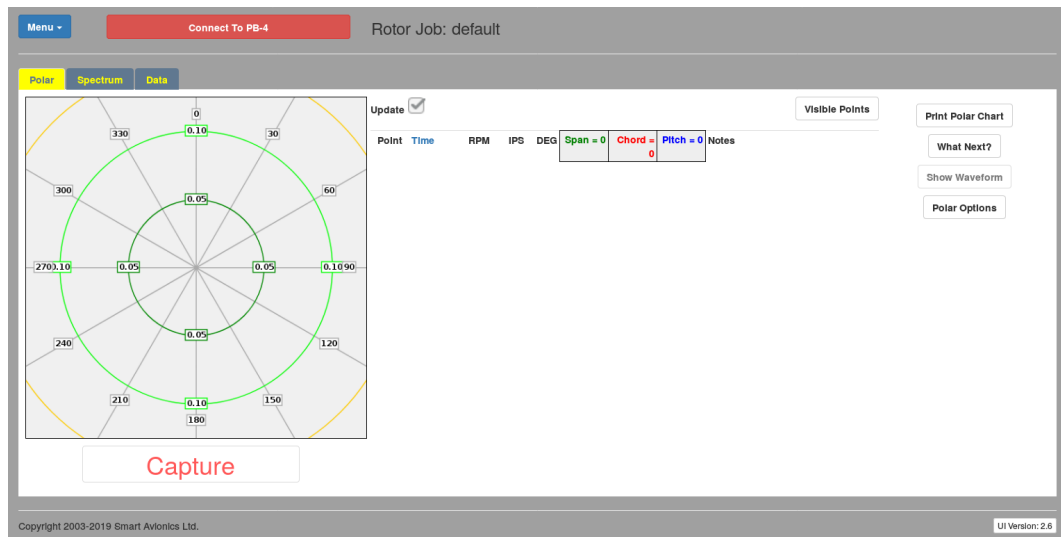 Menu
Connect To PB-4
Rotor Job: default
Polar
Spectrum
Data
0
0.10
330
30
300
0.05
60
270
0.10
0.05
0.05
0.10
90
240
0.05
120
210
0.10
150
180
Capture
Update
Visible Points
Point Time RPM IPS DEG Span = 0 Chord = 0 Pitch = 0 Notes
Print Polar Chart
What Next?
Show Waveform
Polar Options
Copyright 2003-2019 Smart Avionics Ltd.
UI Version: 2.6